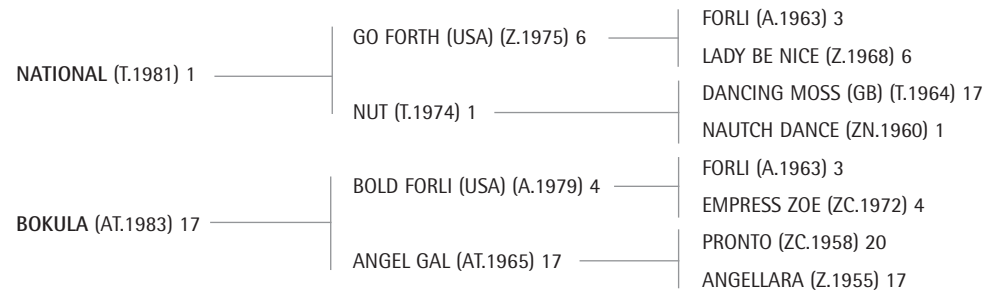 FORLI (A.1963) 3
GO FORTH (USA) (Z.1975) 6
LADY BE NICE (Z.1968) 6
NATIONAL (T.1981) 1
DANCING MOSS (GB) (T.1964) 17
NUT (T.1974) 1
NAUTCH DANCE (ZN.1960) 1
FORLI (A.1963) 3
BOLD FORLI (USA) (A.1979) 4
EMPRESS ZOE (ZC.1972) 4
BOKULA (AT.1983) 17
PRONTO (ZC.1958) 20
ANGEL GAL (AT.1965) 17
ANGELLARA (Z.1955) 17